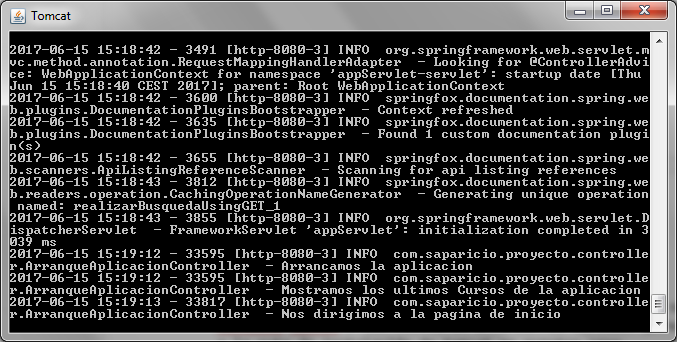 Tomcat
2017-06-15 15:18:42 - 3491 [http-8080-3] INFO  org.springframework.web.servlet.m
vc.method.annotation.RequestMappingHandlerAdapter  - Looking for @ControllerAdvi
ce: WebApplicationContext for namespace 'appServlet-servlet': startup date [Thu
Jun 15 15:18:40 CEST 2017]; parent: Root WebApplicationContext
2017-06-15 15:18:42 - 3600 [http-8080-3] INFO  springfox.documentation.spring.we
b.plugins.DocumentationPluginsBootstrapper  - Context refreshed
2017-06-15 15:18:42 - 3635 [http-8080-3] INFO  springfox.documentation.spring.we
b.plugins.DocumentationPluginsBootstrapper  - Found 1 custom documentation plugi
n(s)
2017-06-15 15:18:42 - 3655 [http-8080-3] INFO  springfox.documentation.spring.we
b.scanners.ApiListingReferenceScanner  - Scanning for api listing references
2017-06-15 15:18:43 - 3812 [http-8080-3] INFO  springfox.documentation.spring.we
b.readers.operation.CachingOperationNameGenerator  - Generating unique operation
 named: realizarBusquedaUsingGET_1
2017-06-15 15:18:43 - 3855 [http-8080-3] INFO  org.springframework.web.servlet.D
ispatcherServlet  - FrameworkServlet 'appServlet': initialization completed in 3
039 ms
2017-06-15 15:19:12 - 33595 [http-8080-3] INFO  com.saparicio.proyecto.controlle
r.ArranqueAplicacionController  - Arrancamos la aplicacion
2017-06-15 15:19:12 - 33595 [http-8080-3] INFO  com.saparicio.proyecto.controlle
r.ArranqueAplicacionController  - Mostramos los ultimos Cursos de la aplicacion
2017-06-15 15:19:13 - 33817 [http-8080-3] INFO  com.saparicio.proyecto.controlle
r.ArranqueAplicacionController  - Nos dirigimos a la pagina de inicio